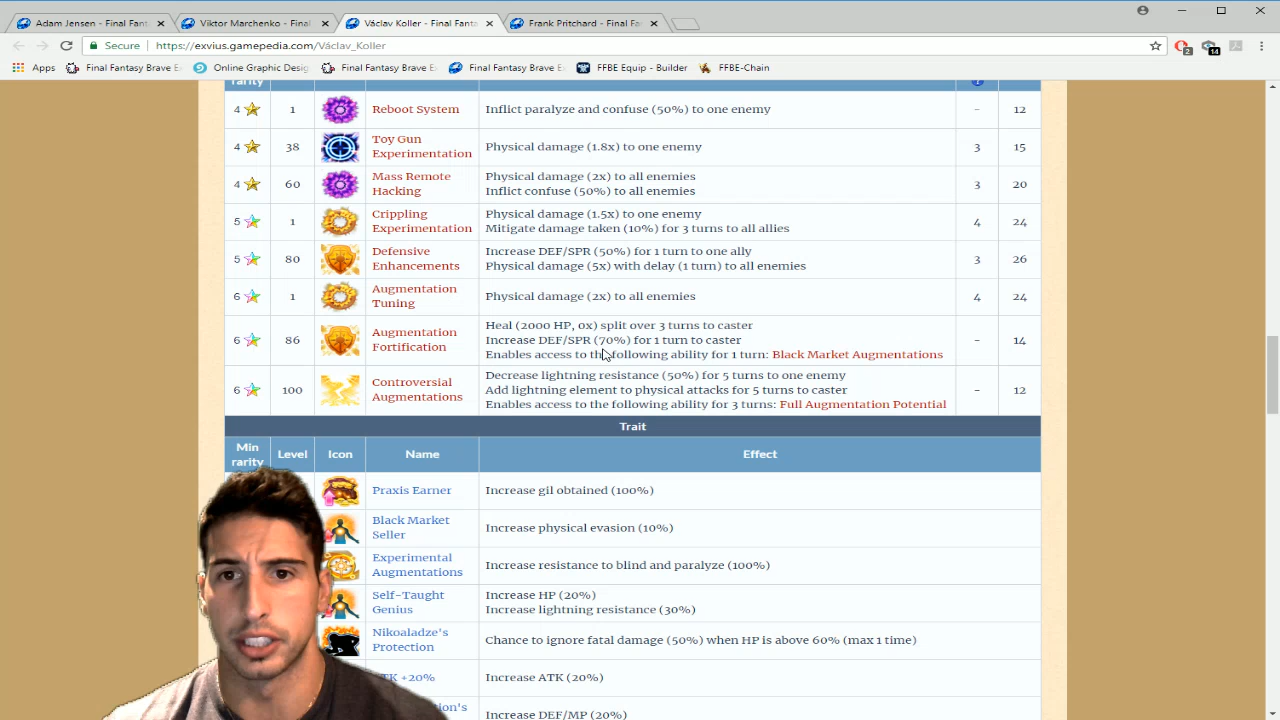 Adam Jensen - Final Fant
Viktor Marchenko - Final
Václav Koller - Final Fanta
Frank Pritchard - Final Fa
Secure https://exvius.gamepedia.com/Václav_Koller
2 14
Apps Final Fantasy Brave E Online Graphic Desig Final Fantasy Brave E Final Fantasy Brave E FFBE Equip - Builder FFBE-Chain
rarity
4 1 Reboot System Inflict paralyze and confuse (50%) to one enemy - 12
4 38 Toy Gun Experimentation Physical damage (1.8x) to one enemy 3 15
4 60 Mass Remote Hacking Physical damage (2x) to all enemies
Inflict confuse (50%) to all enemies 3 20
5 1 Crippling Experimentation Physical damage (1.5x) to one enemy
Mitigate damage taken (10%) for 3 turns to all allies 4 24
5 80 Defensive Enhancements Increase DEF/SPR (50%) for 1 turn to one ally
Physical damage (5x) with delay (1 turn) to all enemies 3 26
6 1 Augmentation Tuning Physical damage (2x) to all enemies 4 24
6 86 Augmentation Fortification Heal (2000 HP, 0x) split over 3 turns to caster
Increase DEF/SPR (70%) for 1 turn to caster
Enables access to the following ability for 1 turn: Black Market Augmentations - 14
6 100 Controversial Augmentations Decrease lightning resistance (50%) for 5 turns to one enemy
Add lightning element to physical attacks for 5 turns to caster
Enables access to the following ability for 3 turns: Full Augmentation Potential - 12
Trait
Min rarity Level Icon Name Effect
Praxis Earner Increase gil obtained (100%)
Black Market Seller Increase physical evasion (10%)
Experimental Augmentations Increase resistance to blind and paralyze (100%)
Self-Taught Genius Increase HP (20%)
Increase lightning resistance (30%)
Nikoaladze's Protection Chance to ignore fatal damage (50%) when HP is above 60% (max 1 time)
+20% Increase ATK (20%)
Increase DEF/MP (20%)